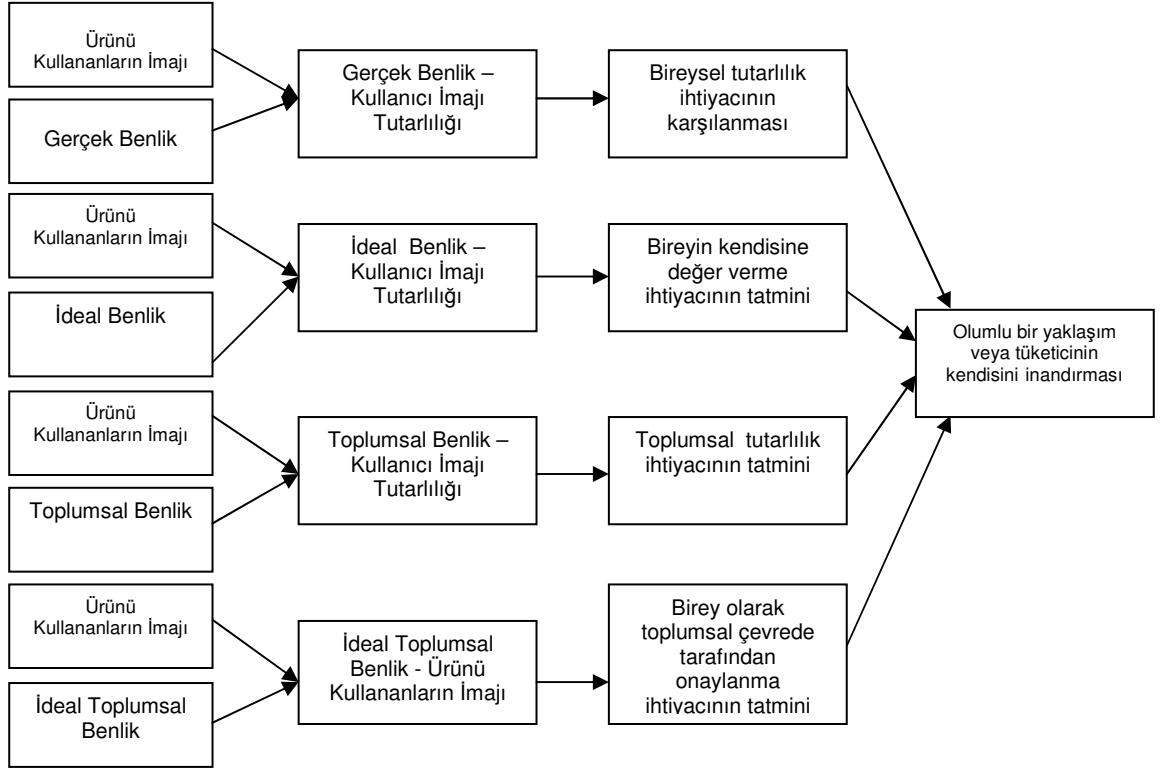 Ürünü
Kullananların İmajı
Gerçek Benlik
Gerçek Benlik –
Kullanıcı İmajı
Tutarlılığı
Bireysel tutarlılık
ihtiyacının
karşılanması
Ürünü
Kullananların İmajı
İdeal Benlik
İdeal Benlik –
Kullanıcı İmajı
Tutarlılığı
Bireyin kendisine
değer verme
ihtiyacının tatmini
Ürünü
Kullananların İmajı
Toplumsal Benlik
Toplumsal Benlik –
Kullanıcı İmajı
Tutarlılığı
Toplumsal tutarlılık
ihtiyacının tatmini
Ürünü
Kullananların İmajı
İdeal Toplumsal
Benlik
İdeal Toplumsal
Benlik - Ürünü
Kullananların İmajı
Birey olarak
toplumsal çevrede
tarafından
onaylanma
ihtiyacının tatmini
Olumlu bir yaklaşım
veya tüketicinin
kendisini inandırması